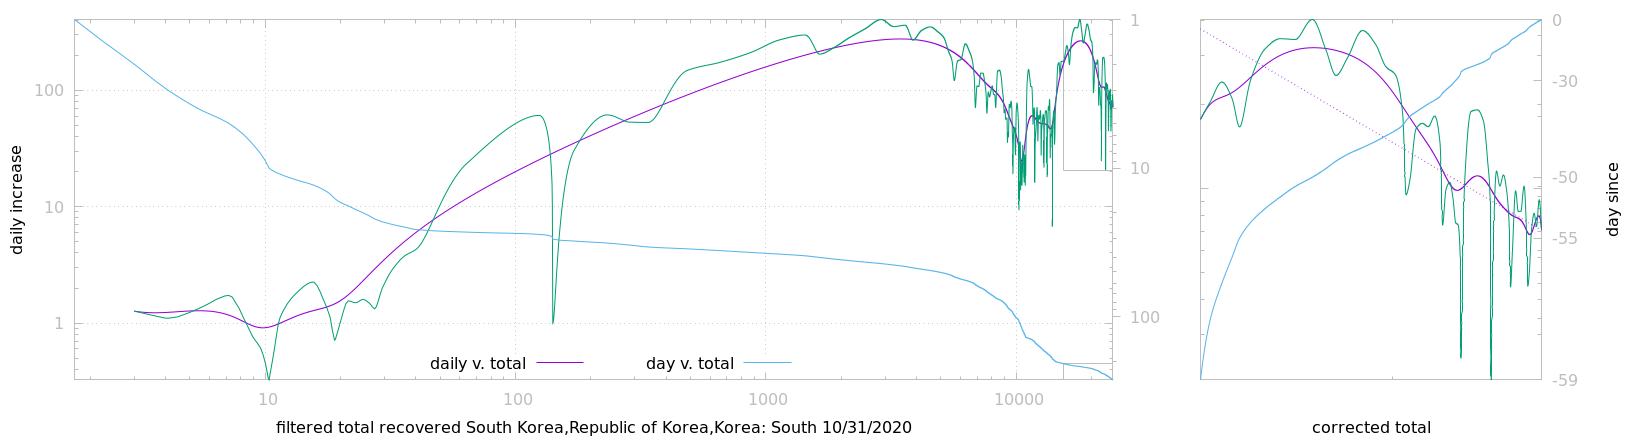 1
0
100
-30
daily increase
10
-50
day since
10
-55
1
100
daily v. total
day v. total
-59
10
100
1000
10000
filtered total recovered South Korea,Republic of Korea,Korea: South 10/31/2020
corrected total